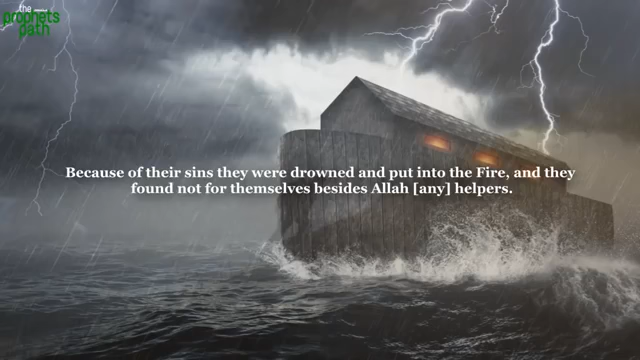 the
prophets
path
Because of their sins they were drowned and put into the Fire, and they
found not for themselves besides Allah [any] helpers.